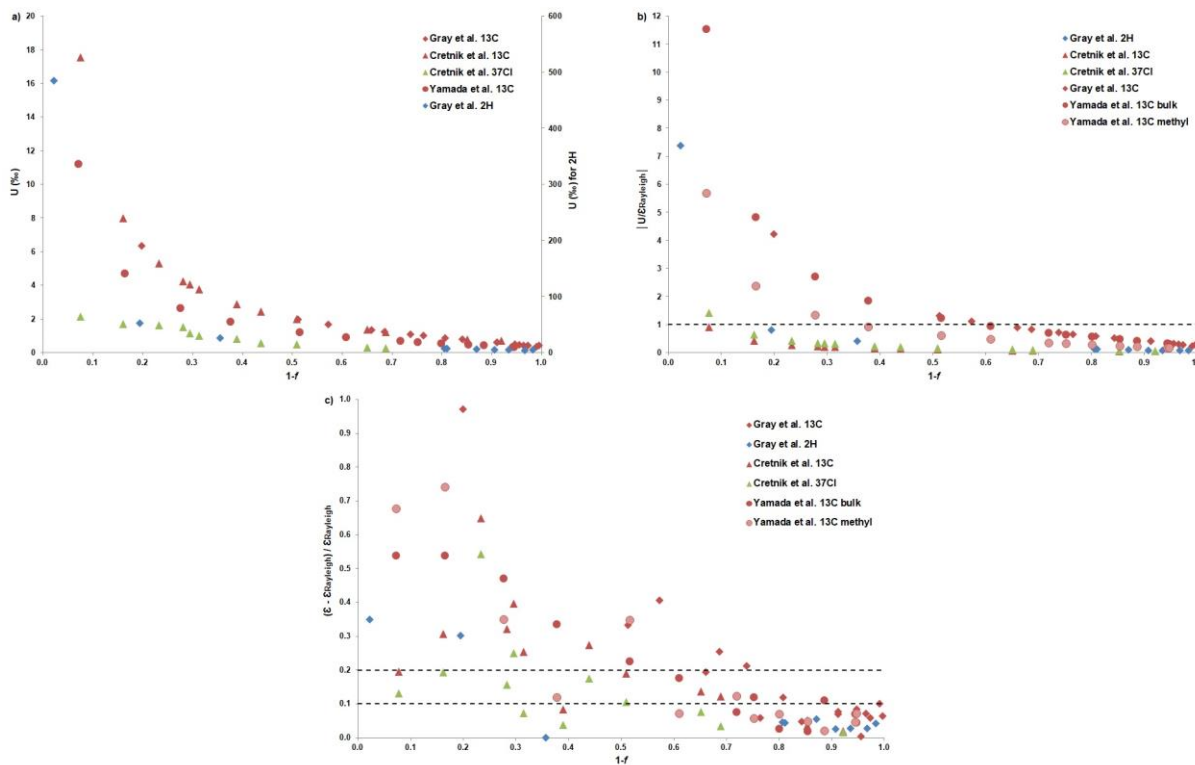 a)
20
18
16
14
12
10
8
6
4
2
0
U (‰)
600
500
400
300
200
100
0
U (‰) for 2H
Gray et al. 13C
Cretnik et al. 13C
Cretnik et al. 37Cl
Yamada et al. 13C
Gray et al. 2H
0.0 0.1 0.2 0.3 0.4 0.5 0.6 0.7 0.8 0.9 1.0
1-f
b)
12
11
10
9
8
7
6
5
4
3
2
1
0
|U/εRayleigh|
Gray et al. 2H
Cretnik et al. 13C
Cretnik et al. 37Cl
Gray et al. 13C
Yamada et al. 13C bulk
Yamada et al. 13C methyl
0.0 0.1 0.2 0.3 0.4 0.5 0.6 0.7 0.8 0.9 1.0
1-f
c)
1.0
0.9
0.8
0.7
0.6
0.5
0.4
0.3
0.2
0.1
0.0
(ε - εRayleigh) / εRayleigh
Gray et al. 13C
Gray et al. 2H
Cretnik et al. 13C
Cretnik et al. 37Cl
Yamada et al. 13C bulk
Yamada et al. 13C methyl
0.0 0.1 0.2 0.3 0.4 0.5 0.6 0.7 0.8 0.9 1.0
1-f